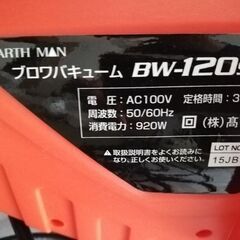 ARTH MAN
ブロワバキューム BW-120
電圧:AC100V 定格時間:3
周波数:50/60Hz
消費電力:920W 回 (株)髙
取扱説明書をよくお読みに
なり正しくお使いください。
LOT NO
15JB